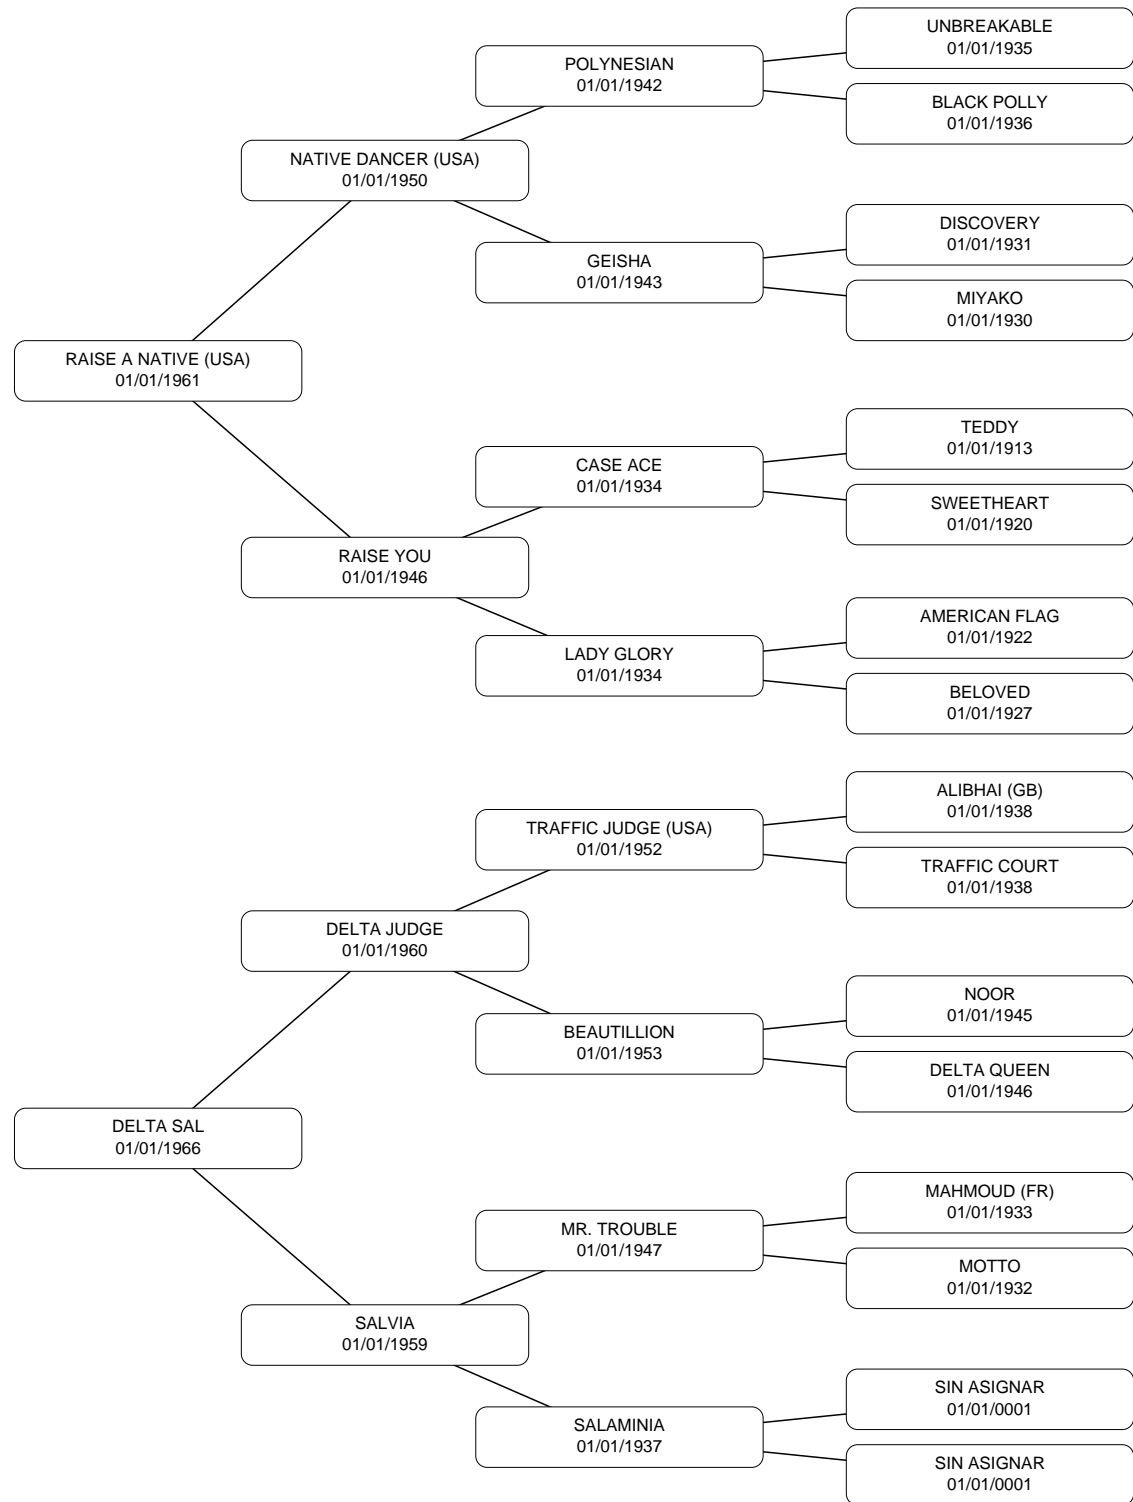 UNBREAKABLE
01/01/1935
POLYNESIAN
01/01/1942
BLACK POLLY
01/01/1936
NATIVE DANCER (USA)
01/01/1950
DISCOVERY
01/01/1931
GEISHA
01/01/1943
MIYAKO
01/01/1930
RAISE A NATIVE (USA)
01/01/1961
TEDDY
01/01/1913
CASE ACE
01/01/1934
SWEETHEART
01/01/1920
RAISE YOU
01/01/1946
AMERICAN FLAG
01/01/1922
LADY GLORY
01/01/1934
BELOVED
01/01/1927
ALIBHAI (GB)
01/01/1938
TRAFFIC JUDGE (USA)
01/01/1952
TRAFFIC COURT
01/01/1938
DELTA JUDGE
01/01/1960
NOOR
01/01/1945
BEAUTILLION
01/01/1953
DELTA QUEEN
01/01/1946
DELTA SAL
01/01/1966
MAHMOUD (FR)
01/01/1933
MR. TROUBLE
01/01/1947
MOTTO
01/01/1932
SALVIA
01/01/1959
SIN ASIGNAR
01/01/0001
SALAMINIA
01/01/1937
SIN ASIGNAR
01/01/0001